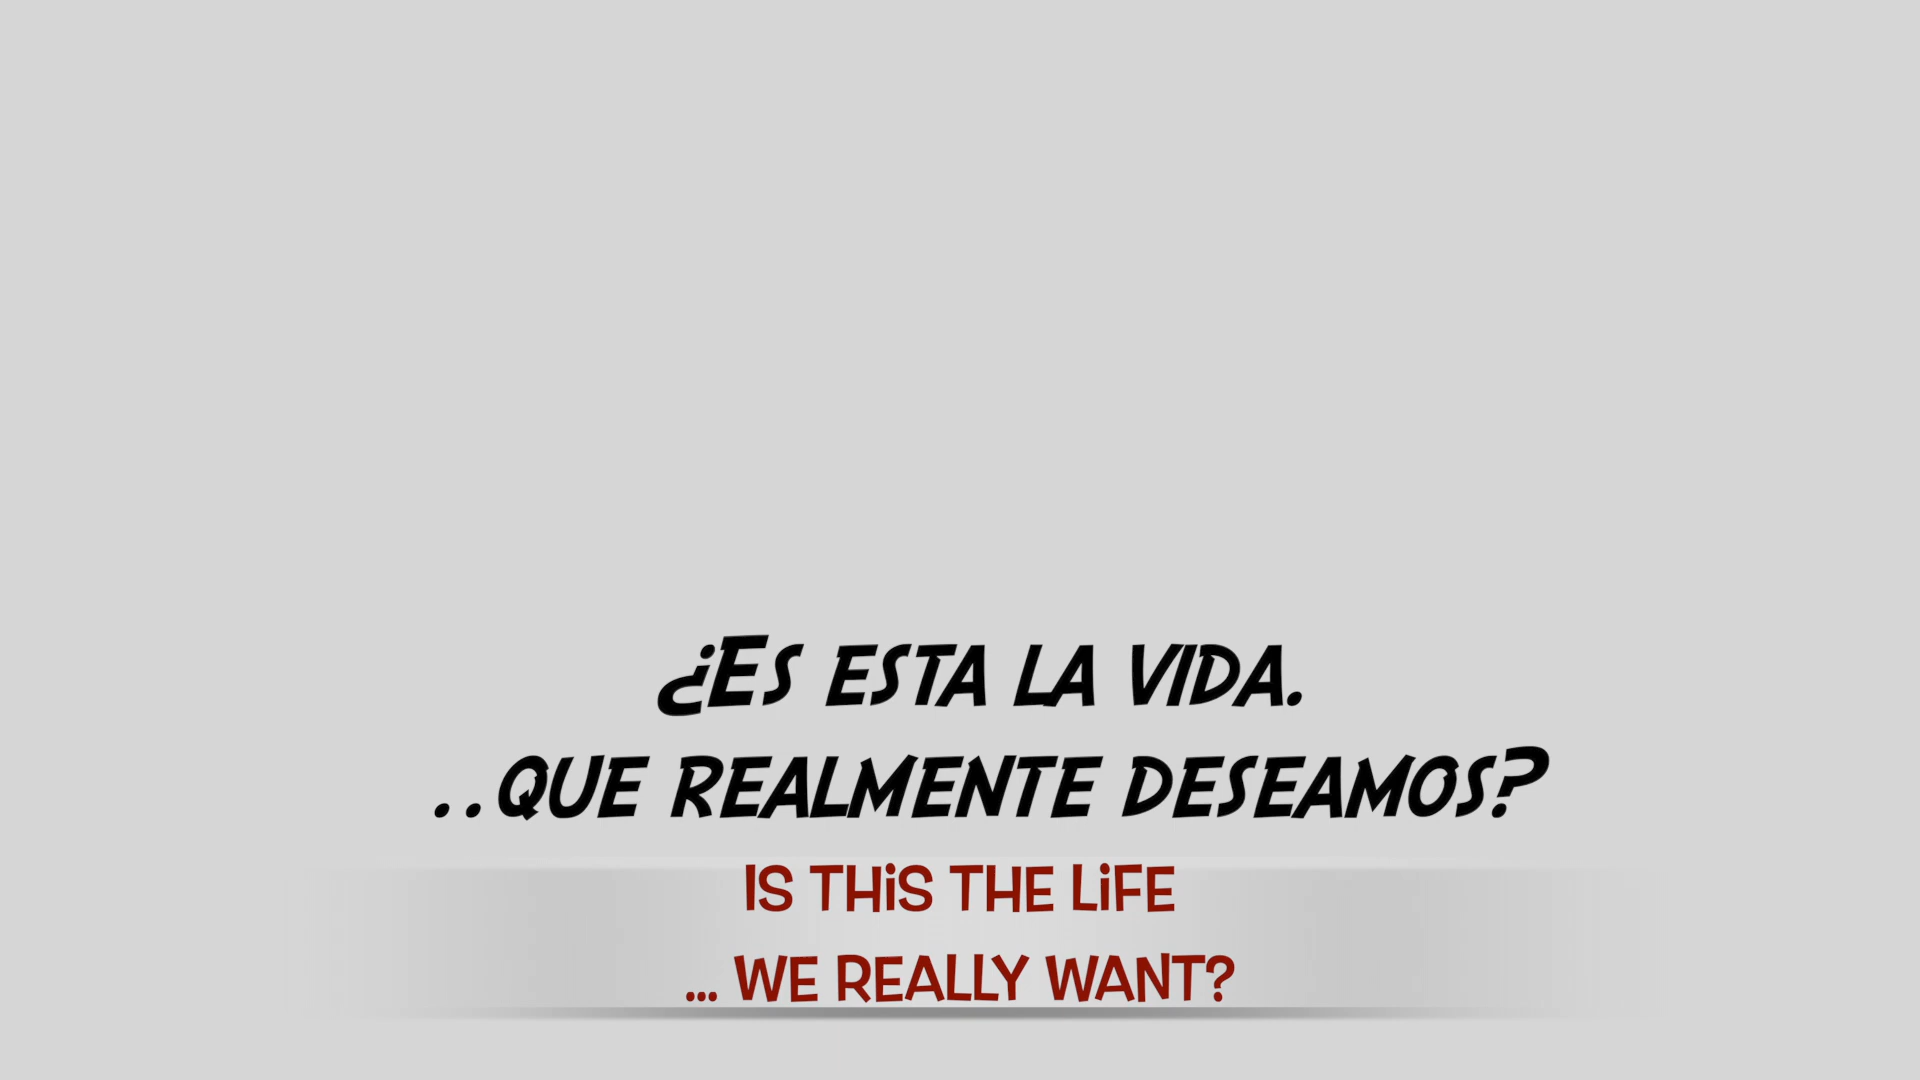 ¿Es esta la vida.
..que realmente deseamos?
IS THiS THE LiFE
... WE REALLY WANT?